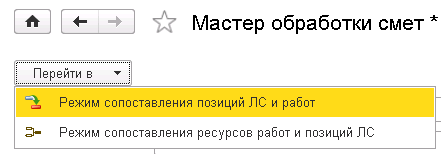 Мастер обработки смет *
Перейти в
Режим сопоставления позиций ЛС и работ
Режим сопоставления ресурсов работ и позиций ЛС